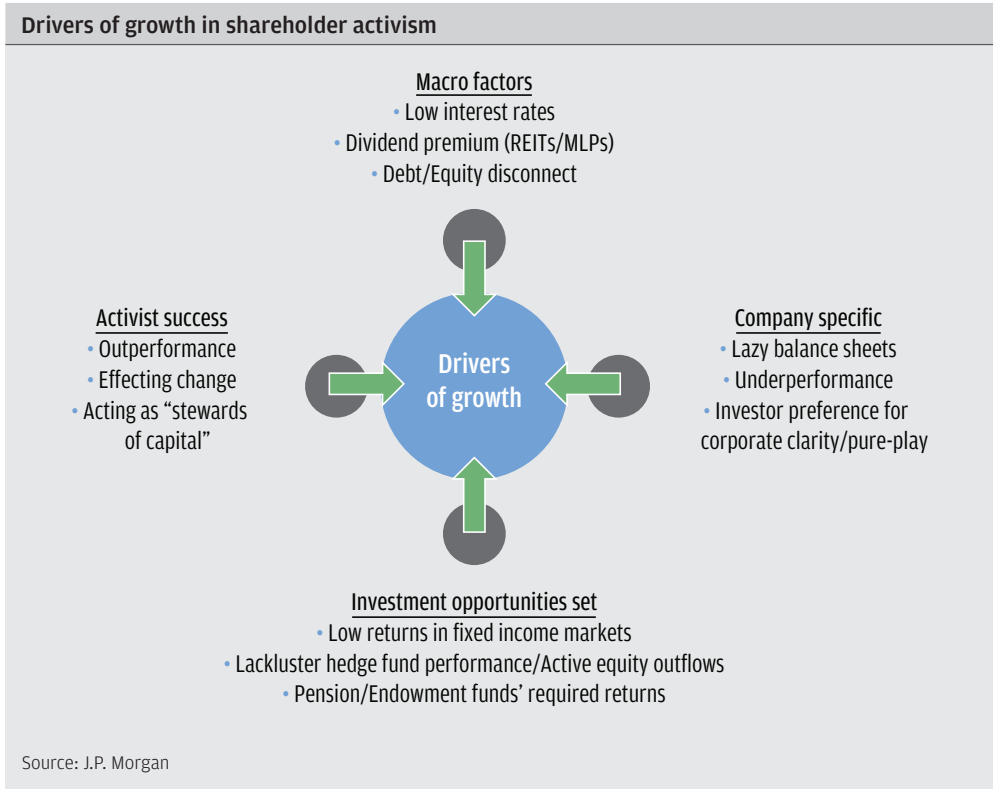 Drivers of growth in shareholder activism
Macro factors
• Low interest rates
• Dividend premium (REITs/MLPs)
• Debt/Equity disconnect
Activist success
• Outperformance
• Effecting change
• Acting as “stewards
of capital”
Drivers
of growth
Company specific
• Lazy balance sheets
• Underperformance
• Investor preference for
corporate clarity/pure-play
Investment opportunities set
• Low returns in fixed income markets
• Lackluster hedge fund performance/Active equity outflows
• Pension/Endowment funds’ required returns
Source: J.P. Morgan